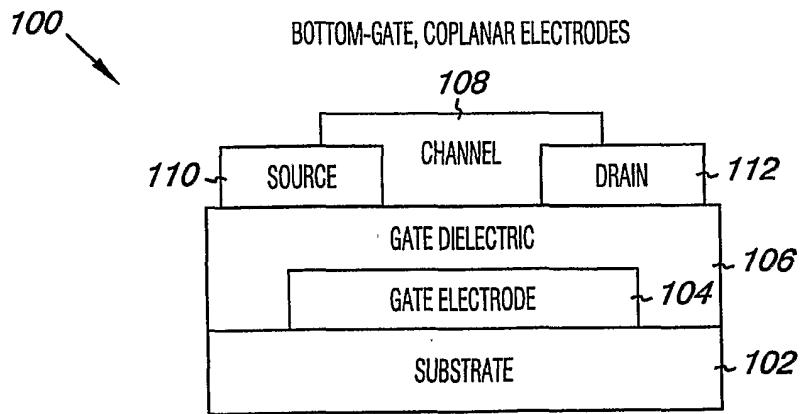 100
BOTTOM-GATE, COPLANAR ELECTRODES
108
CHANNEL
110
SOURCE
DRAIN
112
GATE DIELECTRIC
106
GATE ELECTRODE
104
SUBSTRATE
102